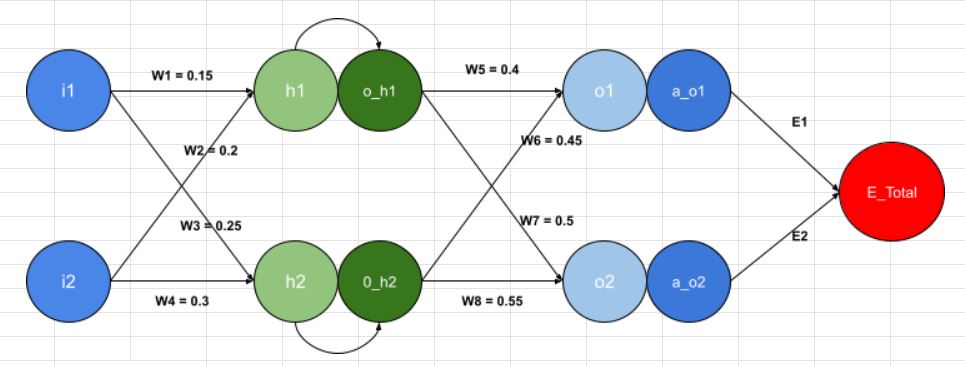 W1 = 0.15
W5 = 0.4
i1
h1
o_h1
o1
a_o1
E1
W2 = 0.2
W6 = 0.45
E_Total
W3 = 0.25
W7 = 0.5
E2
i2
h2
0_h2
o2
a_o2
W4 = 0.3
W8 = 0.55